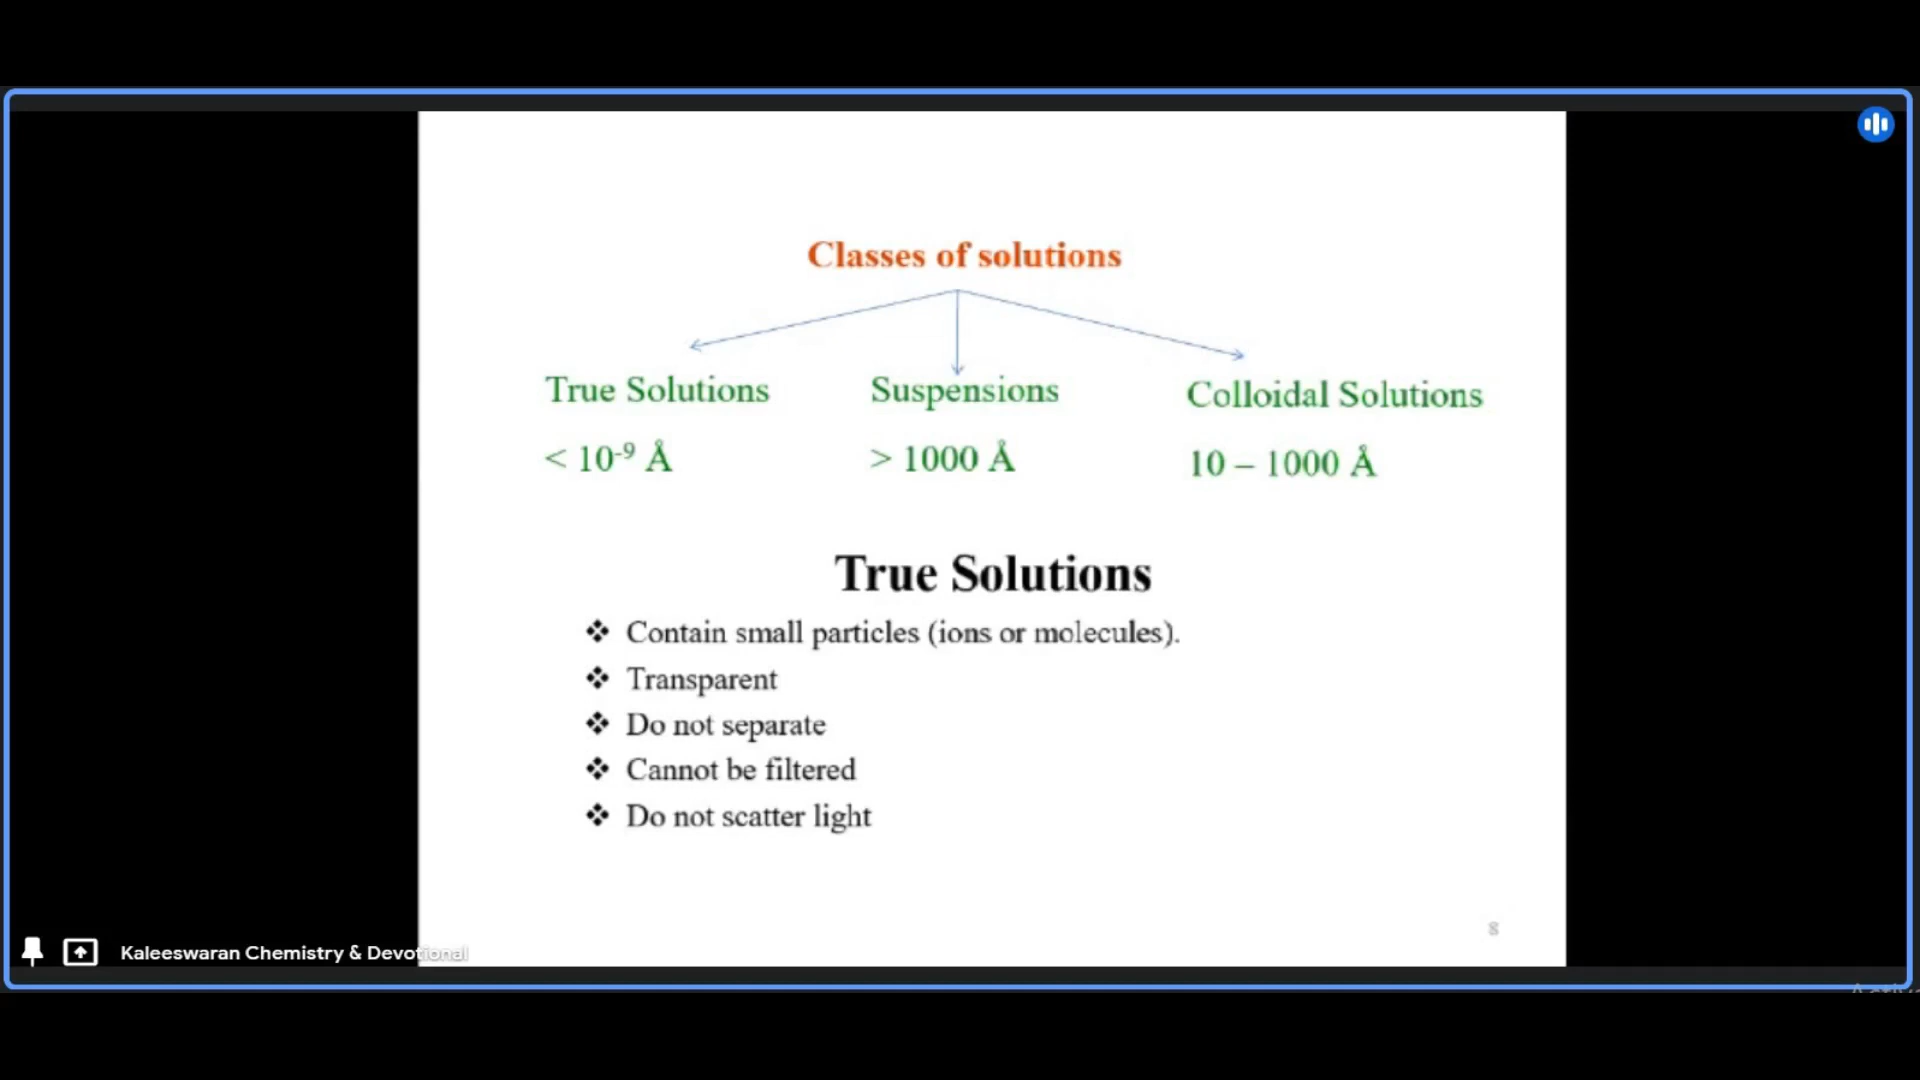 Classes of solutions
True Solutions Suspensions Colloidal Solutions
< 10⁻⁹ Å > 1000 Å 10 – 1000 Å
True Solutions
❖ Contain small particles (ions or molecules).
❖ Transparent
❖ Do not separate
❖ Cannot be filtered
❖ Do not scatter light
8
Kaleeswaran Chemistry & Devotional